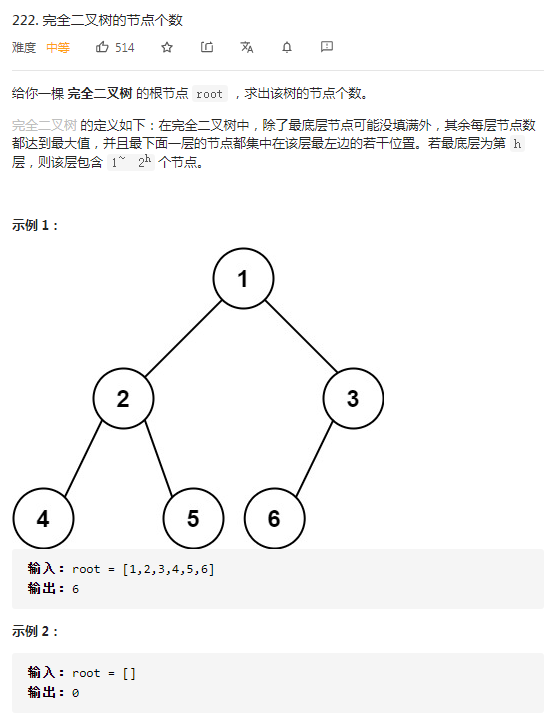 222. 完全二叉树的节点个数
难度 中等 514
给你一棵 完全二叉树 的根节点 root ，求出该树的节点个数。
完全二叉树 的定义如下：在完全二叉树中，除了最底层节点可能没填满外，其余每层节点数
都达到最大值，并且最下面一层的节点都集中在该层最左边的若干位置。若最底层为第 h
层，则该层包含 1~ 2^h 个节点。
示例 1：
1
2 3
4 5 6
输入：root = [1,2,3,4,5,6]
输出：6
示例 2：
输入：root = []
输出：0